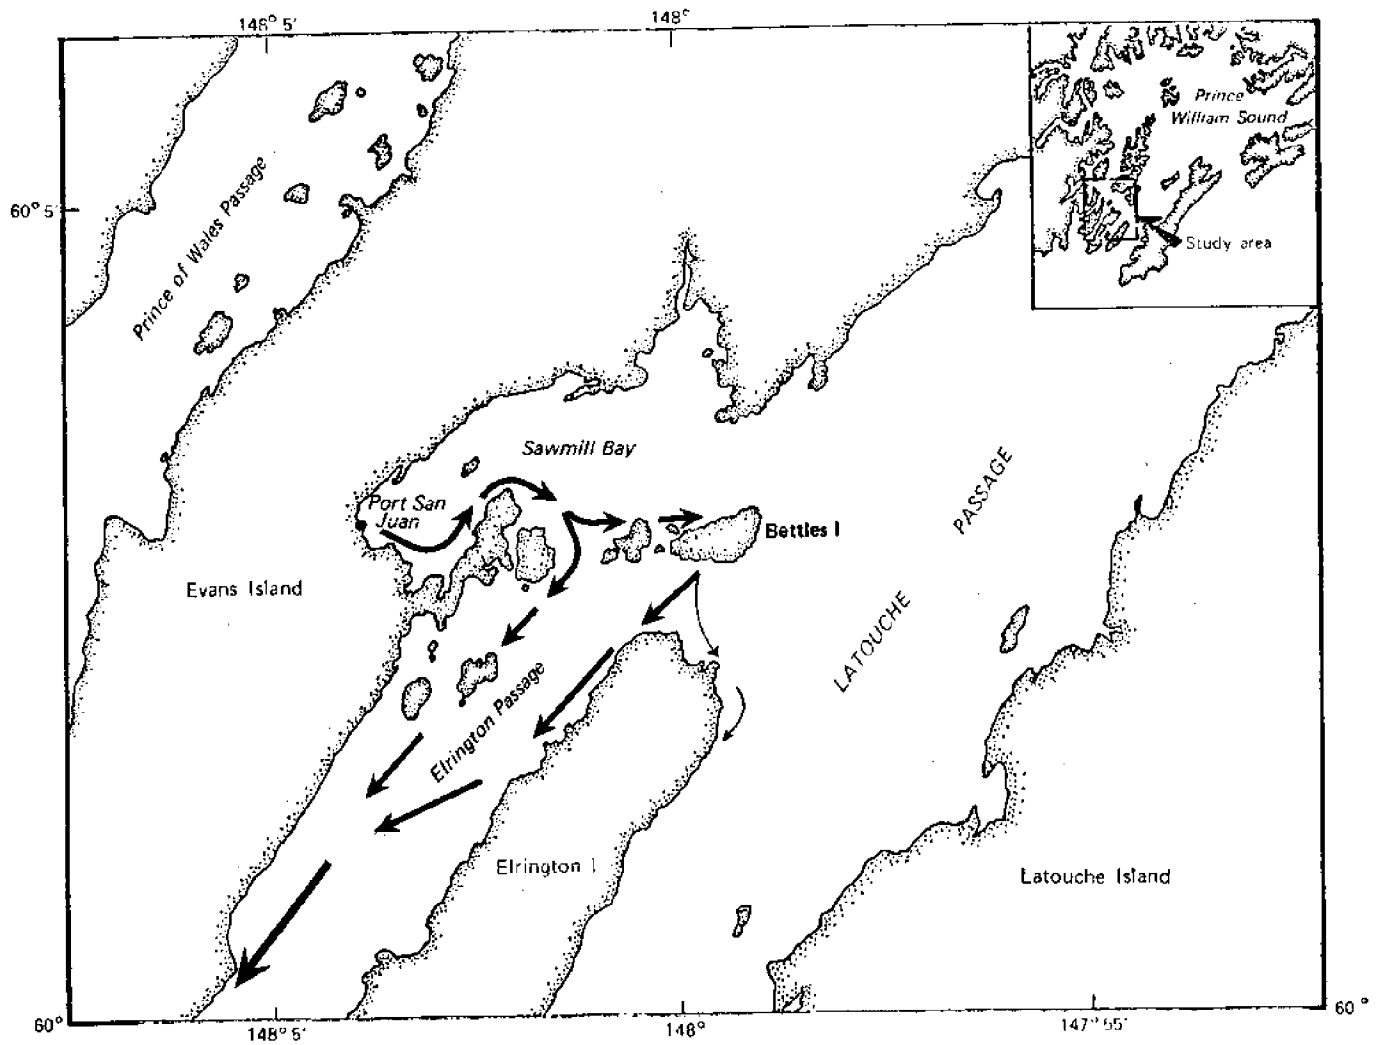 148° 5'
148°
Prince
William Sound
Study area
60° 5'
Prince of Wales Passage
Sawmill Bay
PASSAGE
LATOUCHE
Port San
Juan
Bettles I
Evans Island
Elrington Passage
Elrington I
Latouche Island
60°
60°
148° 5'
148°
147° 55'